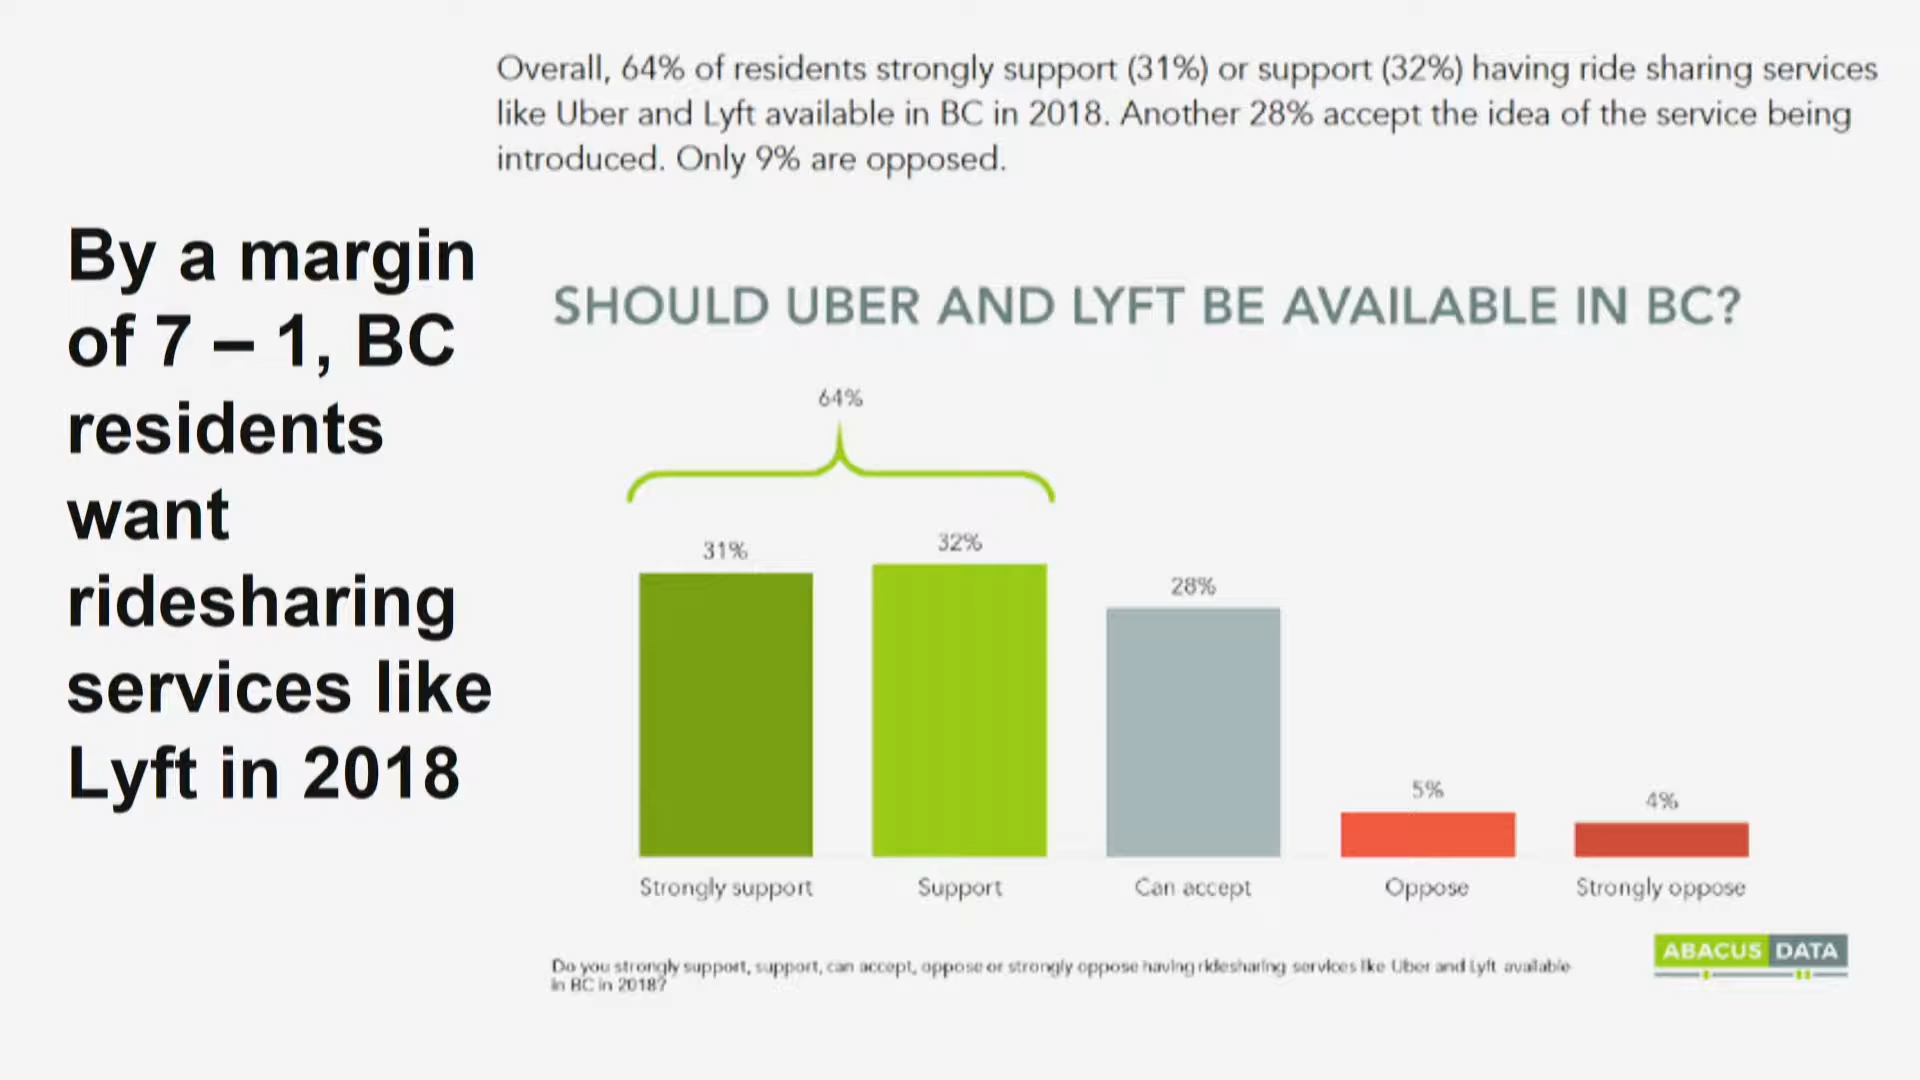 Overall, 64% of residents strongly support (31%) or support (32%) having ride sharing services
like Uber and Lyft available in BC in 2018. Another 28% accept the idea of the service being
introduced. Only 9% are opposed.
By a margin
of 7 – 1, BC
residents
want
ridesharing
services like
Lyft in 2018
SHOULD UBER AND LYFT BE AVAILABLE IN BC?
64%
31%
32%
28%
5%
4%
Strongly support
Support
Can accept
Oppose
Strongly oppose
Do you strongly support, support, can accept, oppose or strongly oppose having ridesharing services like Uber and Lyft available
in BC in 2018?
ABACUS DATA